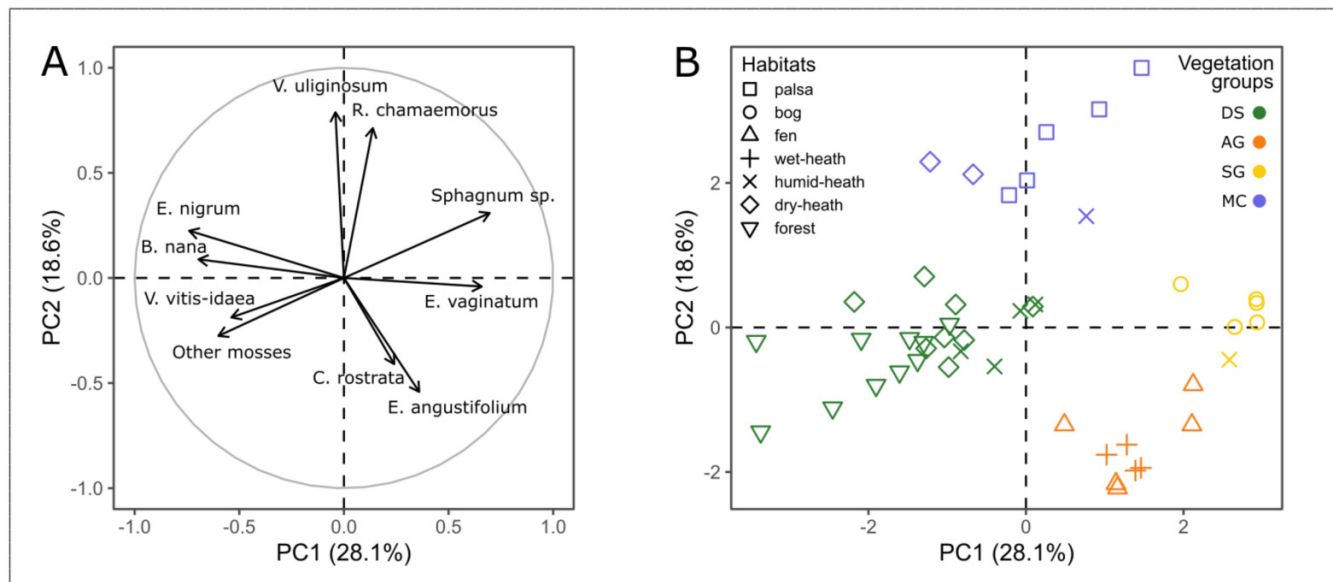 A
1.0
0.5
0.0
-0.5
-1.0
PC2 (18.6%)
V. uliginosum
R. chamaemorus
Sphagnum sp.
E. nigrum
B. nana
E. vaginatum
V. vitis-idaea
Other mosses
C. rostrata
E. angustifolium
-1.0 -0.5 0.0 0.5 1.0
PC1 (28.1%)
B
Habitats
palsa
bog
fen
wet-heath
humid-heath
dry-heath
forest
Vegetation
groups
DS
AG
SG
MC
2
0
-2
PC2 (18.6%)
-2 0 2
PC1 (28.1%)